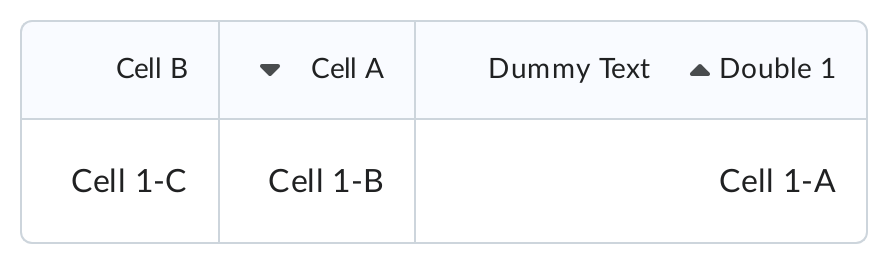 Cell B
Cell A
Dummy Text
Double 1
Cell 1-C
Cell 1-B
Cell 1-A